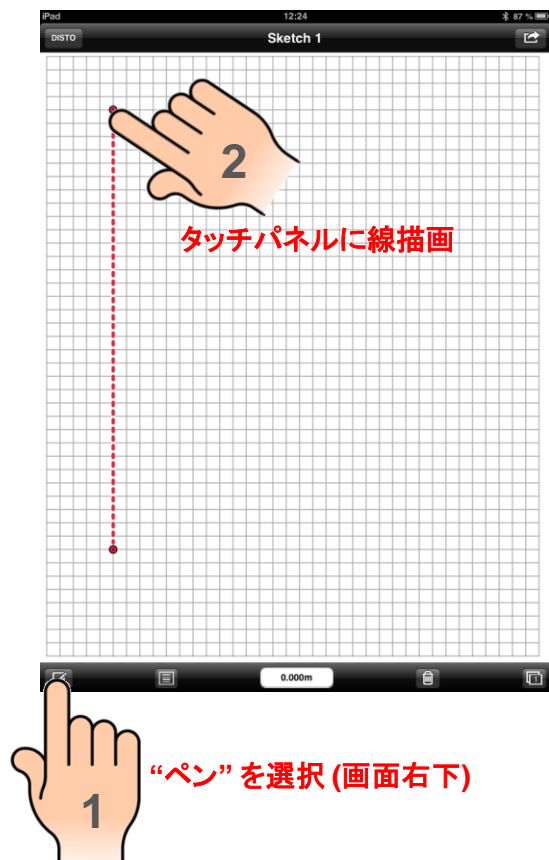 iPad 12:24 87 %
DISTO Sketch 1
2
タッチパネルに線描画
0.000m
1
“ペン” を選択 (画面右下)
1